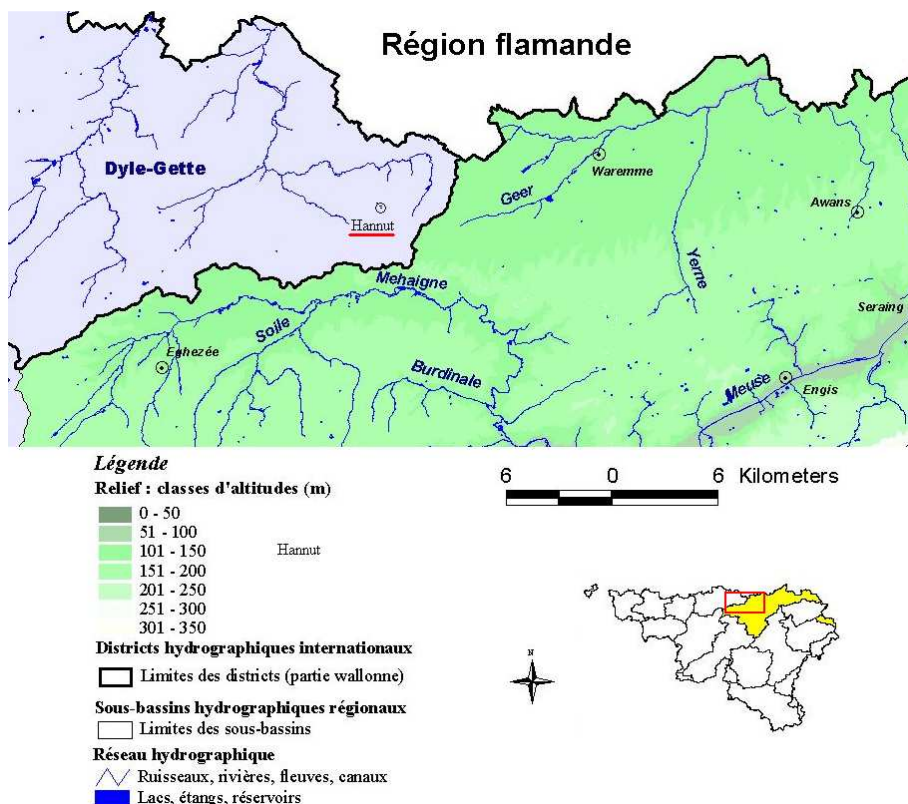 Région flamande
Dyle-Gette
Geer
Waremme
Awans
Hannut
Yerne
Mehaigne
Soile
Seraing
Eghezée
Burdinale
Meuse
Engis
Légende
Relief : classes d'altitudes (m)
0 - 50
51 - 100
101 - 150
151 - 200
201 - 250
251 - 300
301 - 350
Hannut
Districts hydrographiques internationaux
Limites des districts (partie wallonne)
Sous-bassins hydrographiques régionaux
Limites des sous-bassins
Réseau hydrographique
Ruisseaux, rivières, fleuves, canaux
Lacs, étangs, réservoirs
6 0 6 Kilometers
N